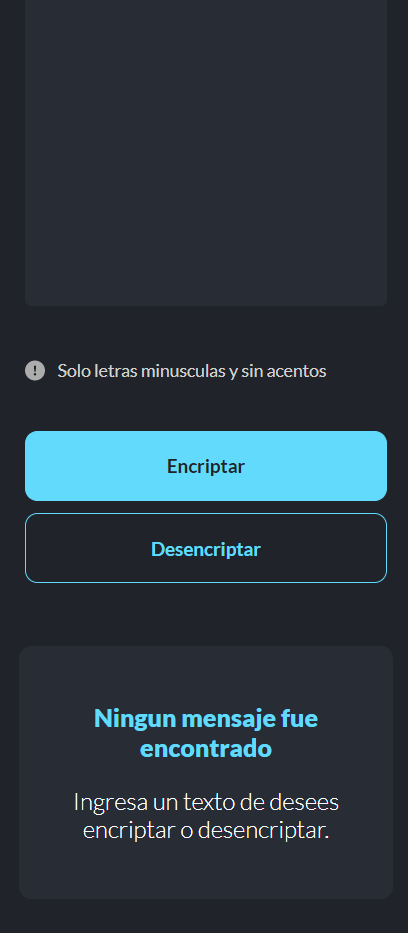 Solo letras minusculas y sin acentos
Encriptar
Desencriptar
Ningun mensaje fue
encontrado
Ingresa un texto de desees
encriptar o desencriptar.